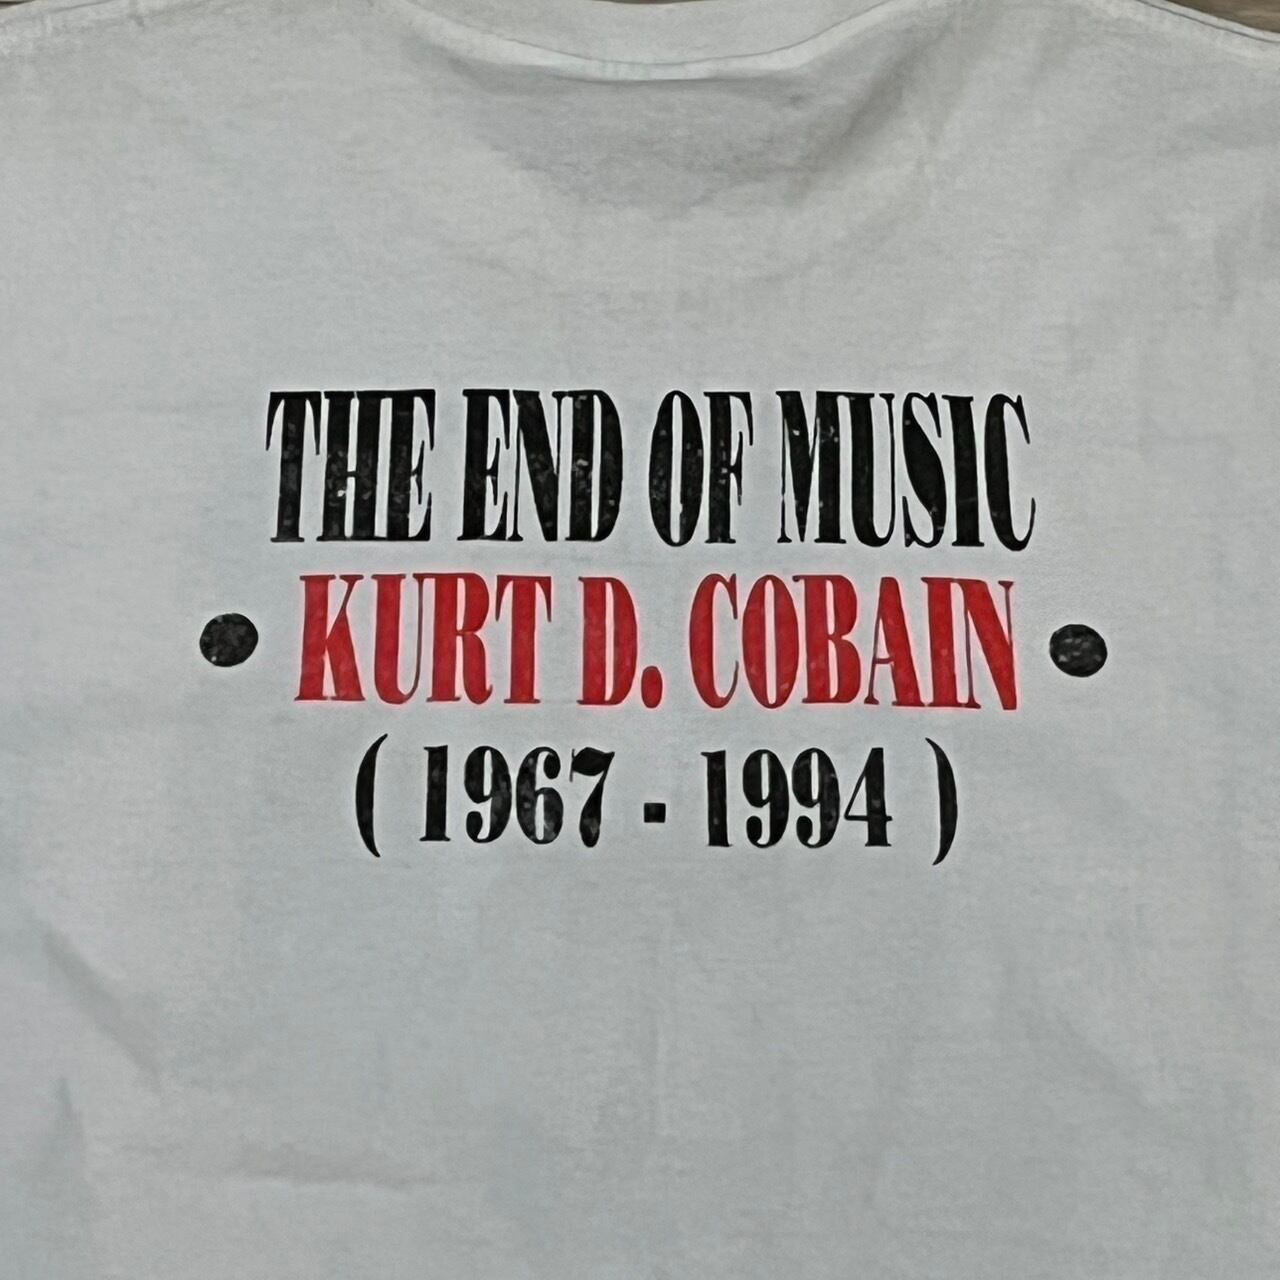 THE END OF MUSIC
• KURT D. COBAIN •
( 1967 - 1994 )